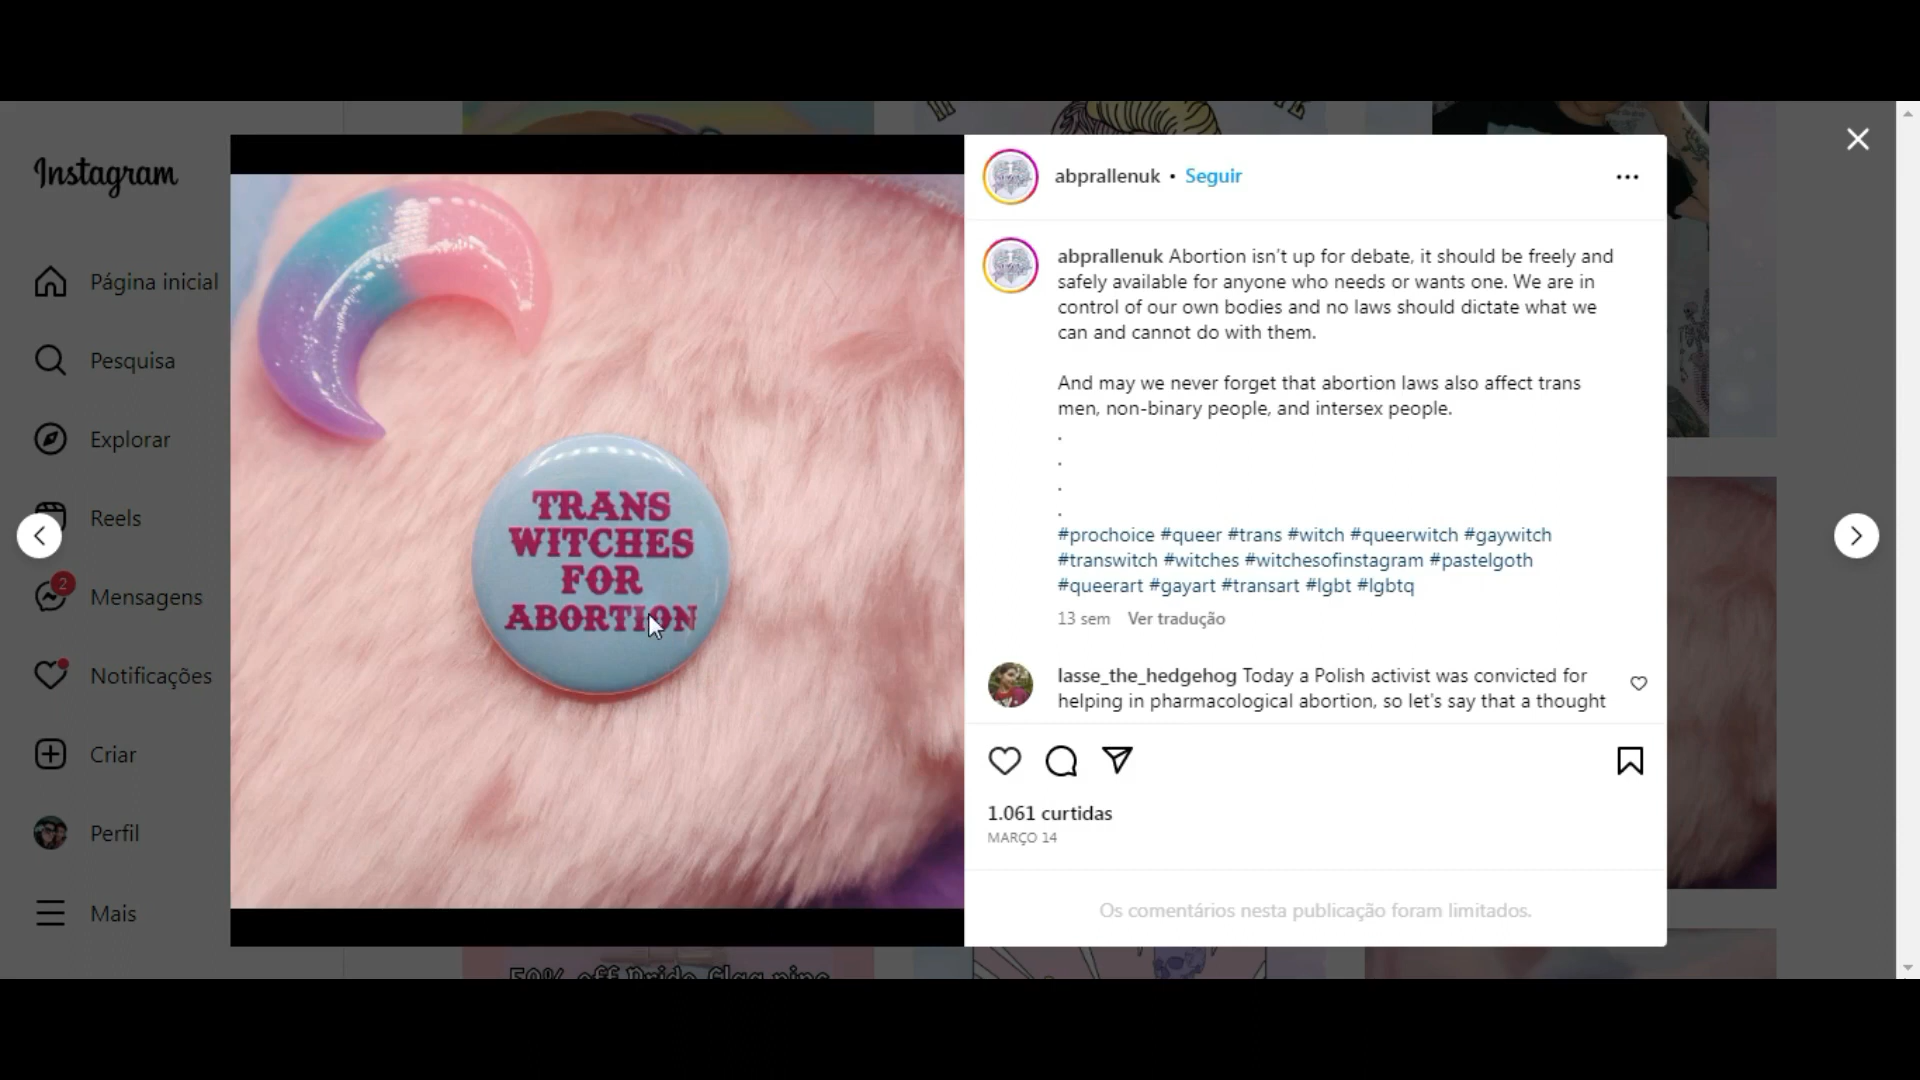 Instagram
Página inicial
Pesquisa
Explorar
Reels
2
Mensagens
Notificações
Criar
Perfil
Mais
TRANS
WITCHES
FOR
ABORTION
abprallenuk • Seguir
abprallenuk Abortion isn't up for debate, it should be freely and
safely available for anyone who needs or wants one. We are in
control of our own bodies and no laws should dictate what we
can and cannot do with them.
And may we never forget that abortion laws also affect trans
men, non-binary people, and intersex people.
.
.
.
.
#prochoice #queer #trans #witch #queerwitch #gaywitch
#transwitch #witches #witchesofinstagram #pastelgoth
#queerart #gayart #transart #lgbt #lgbtq
13 sem Ver tradução
lasse_the_hedgehog Today a Polish activist was convicted for
helping in pharmacological abortion, so let's say that a thought
1.061 curtidas
MARÇO 14
Os comentários nesta publicação foram limitados.
50% off Pride Flag pins